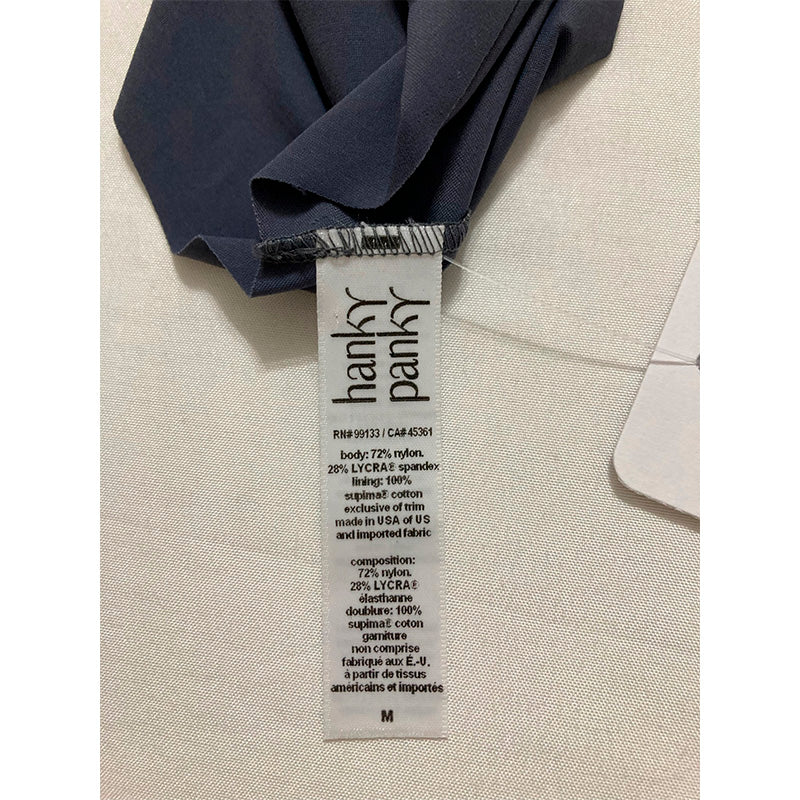 hanky
panky
RN# 99133 / CA# 45361
body: 72% nylon.
28% LYCRA® spandex
lining: 100%
supima® cotton
exclusive of trim
made in USA of US
and imported fabric
composition:
72% nylon.
28% LYCRA®
élasthanne
doublure: 100%
supima® coton
garniture
non comprise
fabriqué aux É.-U.
à partir de tissus
américains et importés
M